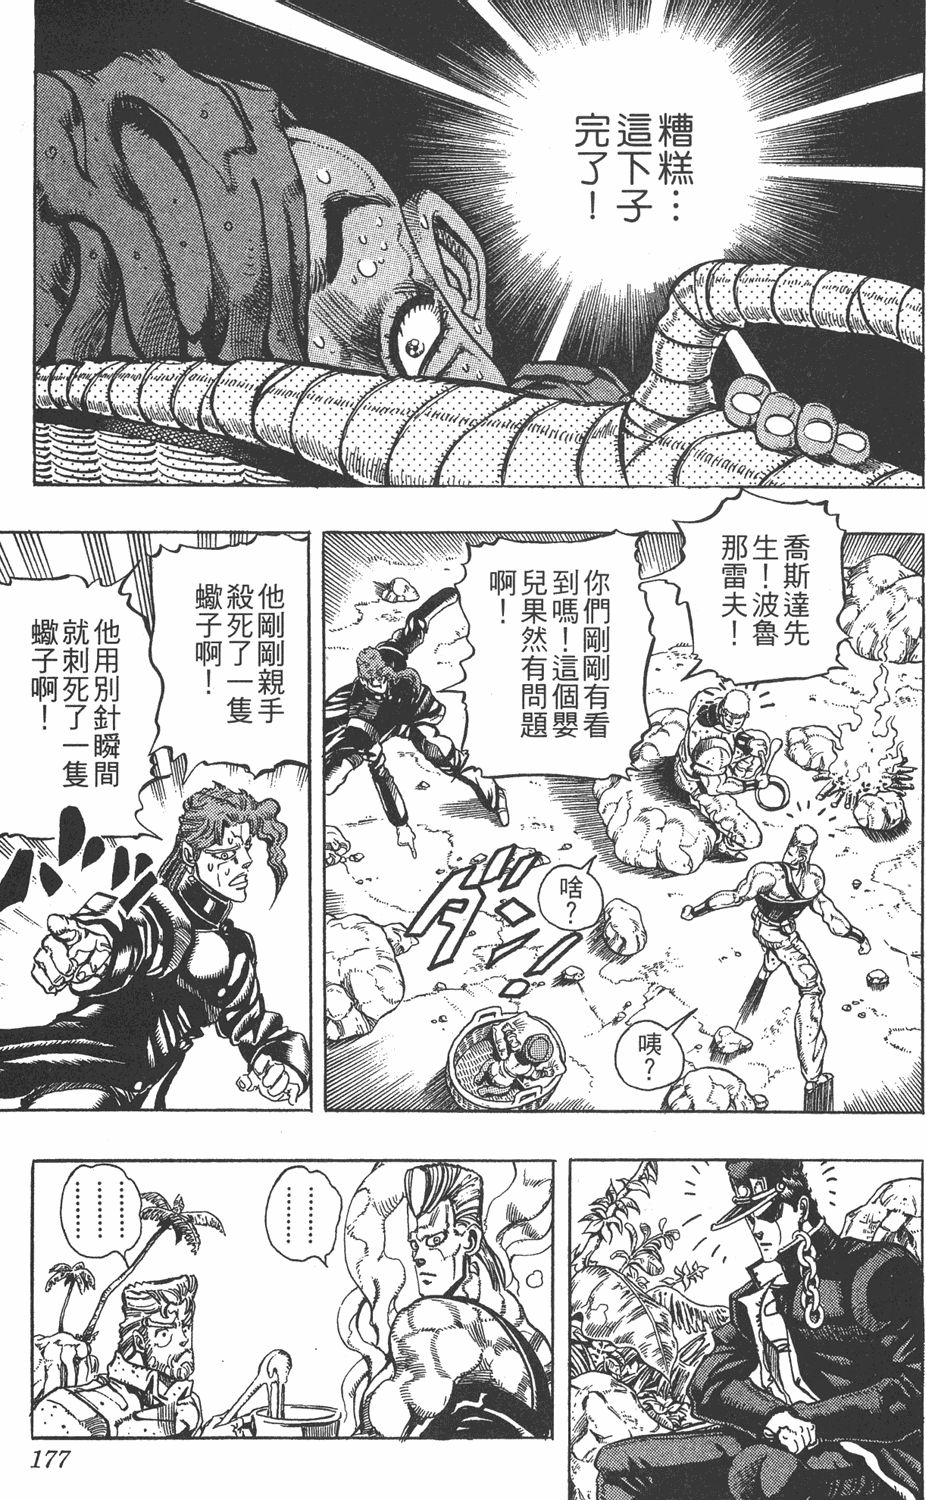 糟糕⋯
這下子
完了！
喬斯達先
生！波魯
那雷夫！
你們剛剛有看
到嗎！這個嬰
兒果然有問題
啊！
啥？
咦？
ダン！
他剛剛親手
殺死了一隻
蠍子啊！
他用別針瞬間
就刺死了一隻
蠍子啊！
⋯⋯⋯
⋯⋯⋯
177